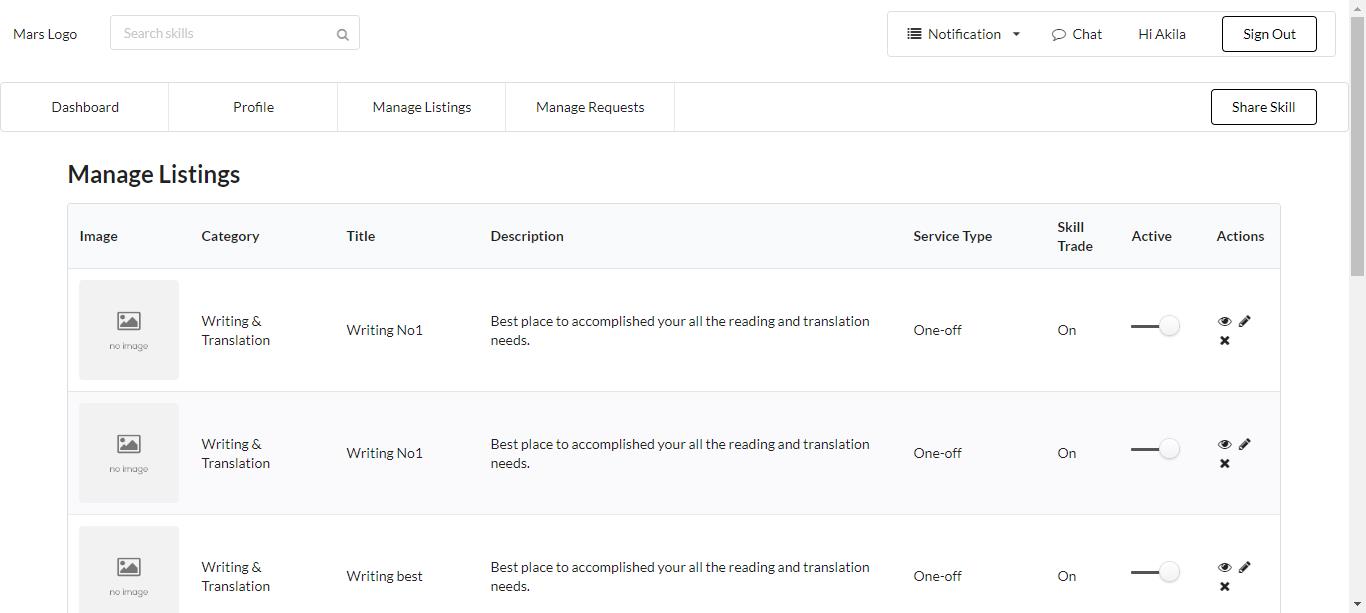 Mars Logo
Search skills
Notification
Chat
Hi Akila
Sign Out
Dashboard
Profile
Manage Listings
Manage Requests
Share Skill
Manage Listings
Image
Category
Title
Description
Service Type
Skill
Trade
Active
Actions
no image
Writing &
Translation
Writing No1
Best place to accomplished your all the reading and translation
needs.
One-off
On
no image
Writing &
Translation
Writing No1
Best place to accomplished your all the reading and translation
needs.
One-off
On
no image
Writing &
Translation
Writing best
Best place to accomplished your all the reading and translation
needs.
One-off
On